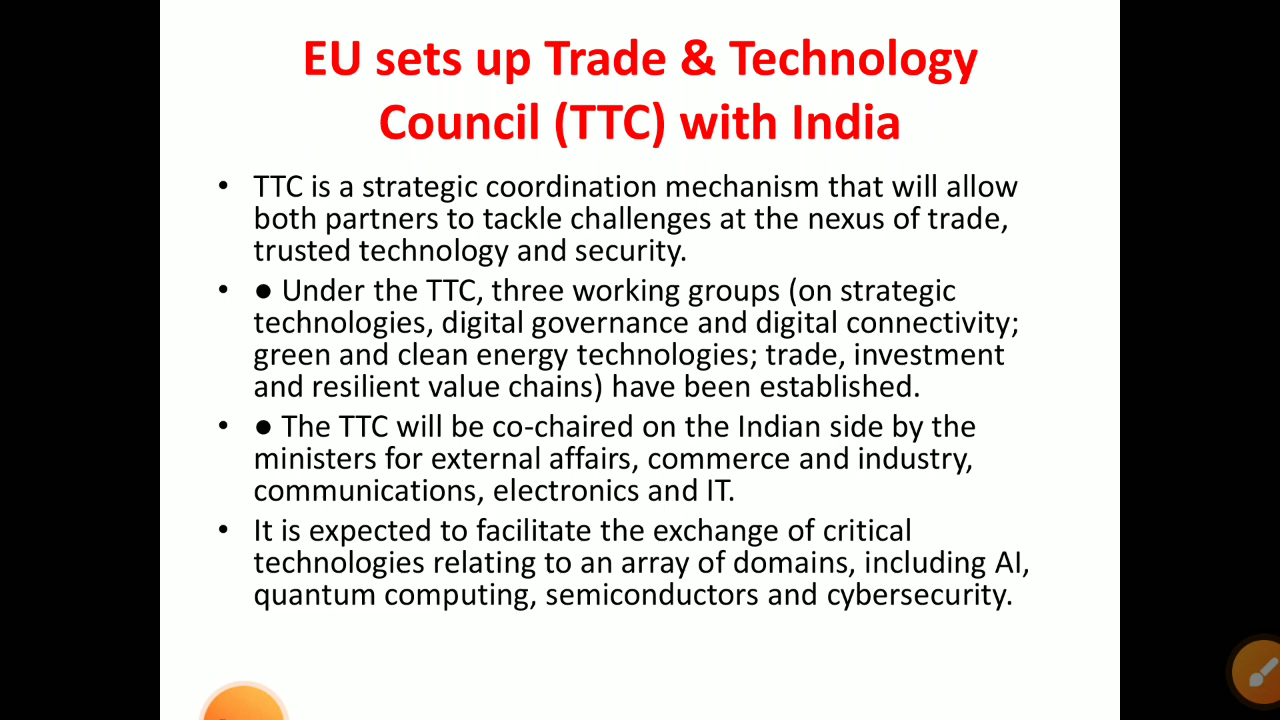 EU sets up Trade & Technology
Council (TTC) with India
• TTC is a strategic coordination mechanism that will allow
both partners to tackle challenges at the nexus of trade,
trusted technology and security.
• ● Under the TTC, three working groups (on strategic
technologies, digital governance and digital connectivity;
green and clean energy technologies; trade, investment
and resilient value chains) have been established.
• ● The TTC will be co-chaired on the Indian side by the
ministers for external affairs, commerce and industry,
communications, electronics and IT.
• It is expected to facilitate the exchange of critical
technologies relating to an array of domains, including AI,
quantum computing, semiconductors and cybersecurity.